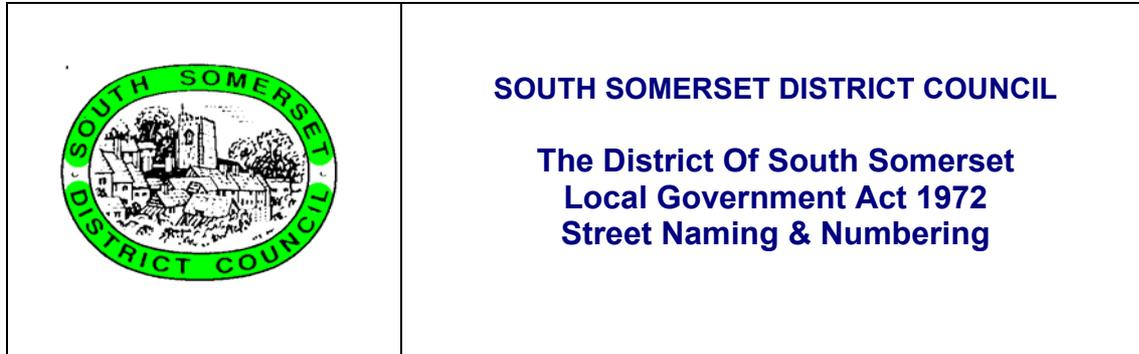 SOUTH SOMERSET
DISTRICT COUNCIL
SOUTH SOMERSET DISTRICT COUNCIL
The District Of South Somerset
Local Government Act 1972
Street Naming & Numbering